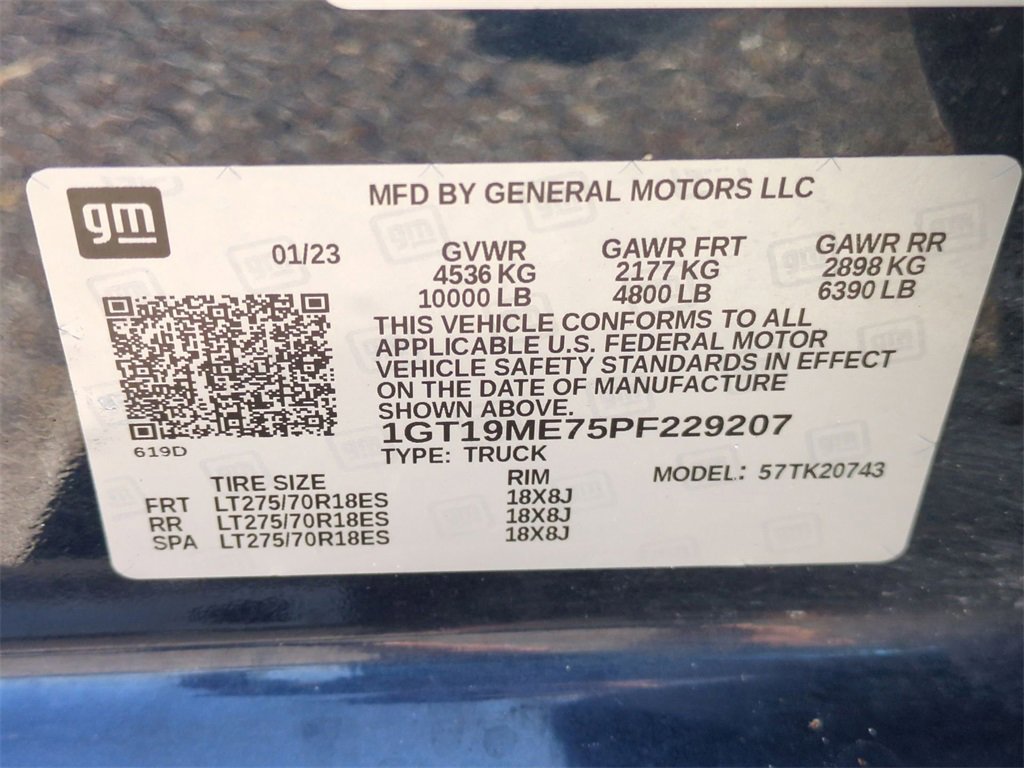 gm
MFD BY GENERAL MOTORS LLC
01/23 GVWR GAWR FRT GAWR RR
4536 KG 2177 KG 2898 KG
10000 LB 4800 LB 6390 LB
THIS VEHICLE CONFORMS TO ALL
APPLICABLE U.S. FEDERAL MOTOR
VEHICLE SAFETY STANDARDS IN EFFECT
ON THE DATE OF MANUFACTURE
SHOWN ABOVE.
1GT19ME75PF229207
619D
TYPE: TRUCK
MODEL: 57TK20743
TIRE SIZE RIM
FRT LT275/70R18ES 18X8J
RR LT275/70R18ES 18X8J
SPA LT275/70R18ES 18X8J